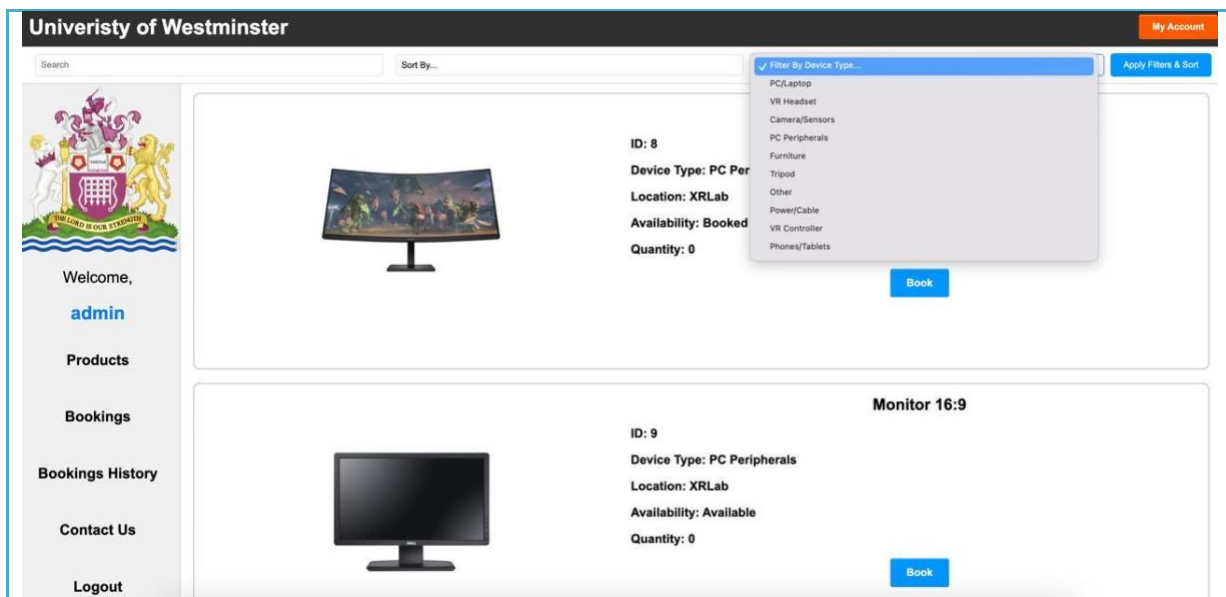 Univeristy of Westminster
My Account
Search
Sort By...
✓ Filter By Device Type...
PC/Laptop
VR Headset
Camera/Sensors
PC Peripherals
Furniture
Tripod
Other
Power/Cable
VR Controller
Phones/Tablets
Apply Filters & Sort
THE LORD IS OUR STRENGTH
Welcome,
admin
Products
Bookings
Bookings History
Contact Us
Logout
ID: 8
Device Type: PC Per
Location: XRLab
Availability: Booked
Quantity: 0
Book
Monitor 16:9
ID: 9
Device Type: PC Peripherals
Location: XRLab
Availability: Available
Quantity: 0
Book
DELL